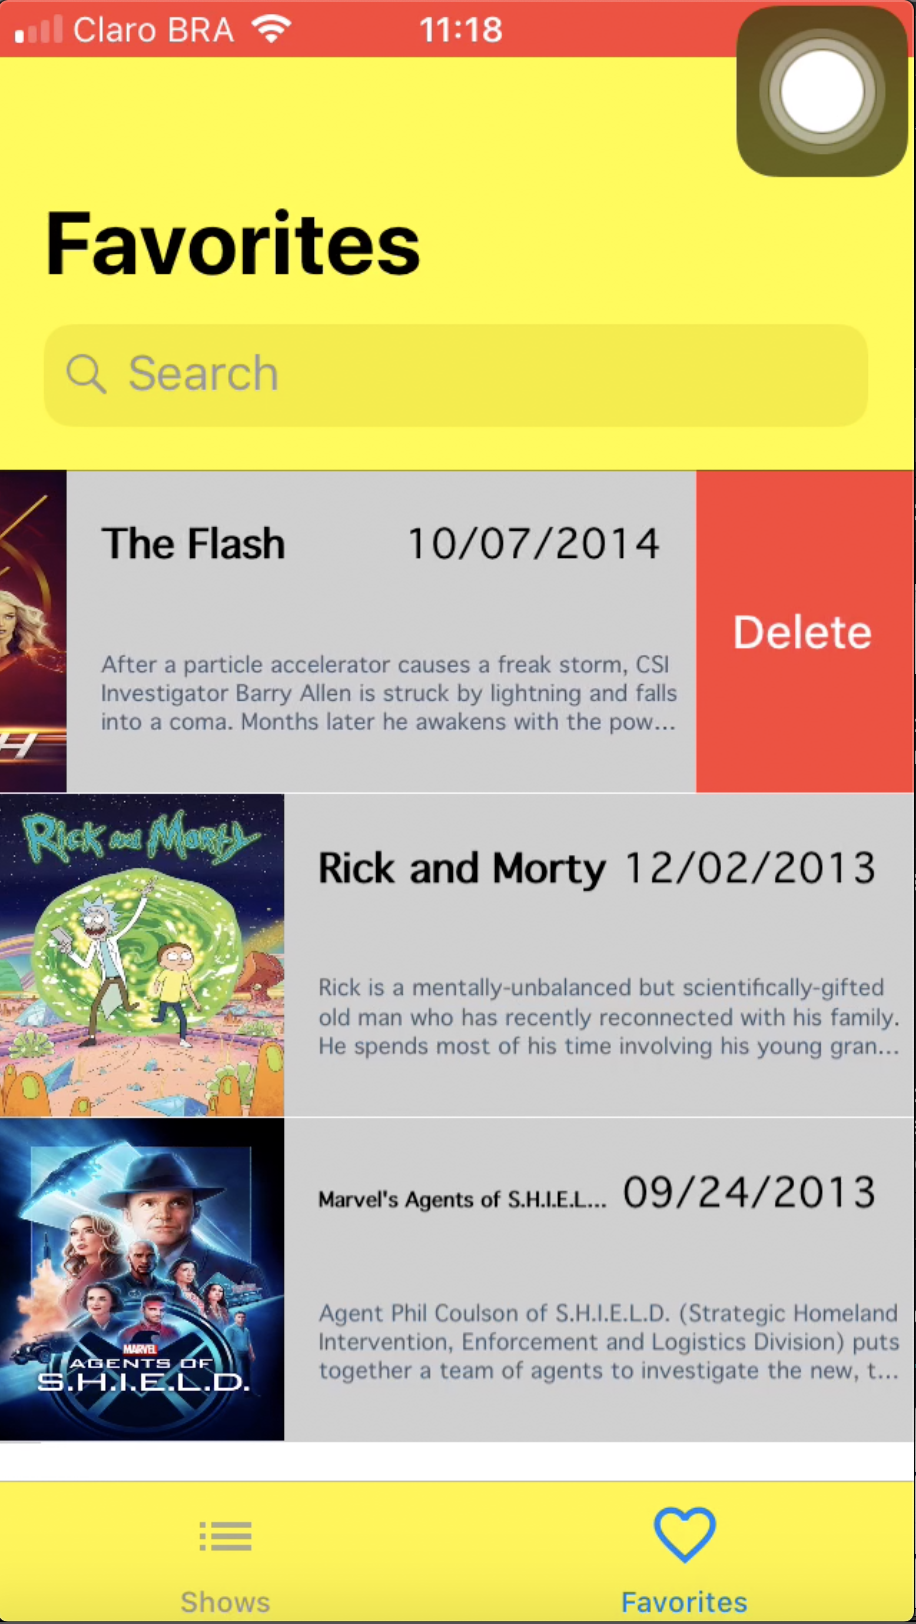 Claro BRA 11:18
Favorites
Search
The Flash 10/07/2014
After a particle accelerator causes a freak storm, CSI
Investigator Barry Allen is struck by lightning and falls
into a coma. Months later he awakens with the pow...
H
Delete
Rick and Morty
Rick and Morty 12/02/2013
Rick is a mentally-unbalanced but scientifically-gifted
old man who has recently reconnected with his family.
He spends most of his time involving his young gran...
Marvel's Agents of S.H.I.E.L... 09/24/2013
Agent Phil Coulson of S.H.I.E.L.D. (Strategic Homeland
Intervention, Enforcement and Logistics Division) puts
together a team of agents to investigate the new, t...
MARVEL
AGENTS OF
S.H.I.E.L.D.
Shows
Favorites